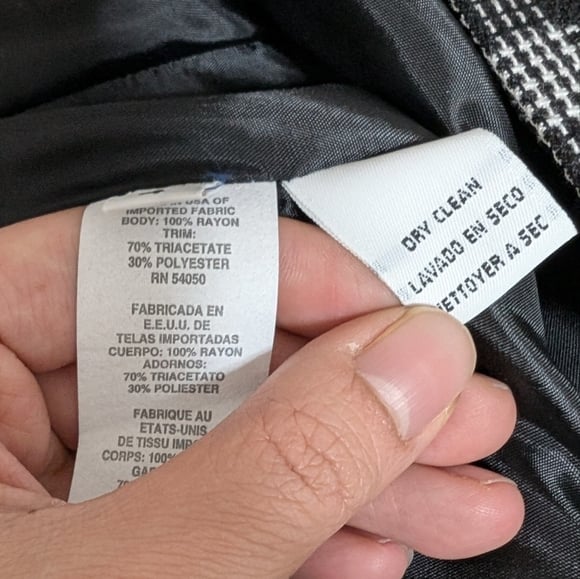 USA OF
IMPORTED FABRIC
BODY: 100% RAYON
TRIM:
70% TRIACETATE
30% POLYESTER
RN 54050
FABRICADA EN
E.E.U.U. DE
TELAS IMPORTADAS
CUERPO: 100% RAYON
ADORNOS:
70% TRIACETATO
30% POLIESTER
FABRIQUE AU
ETATS-UNIS
DE TISSU
CORPS: 100%
DRY CLEAN
LAVADO EN SECO
A SEC